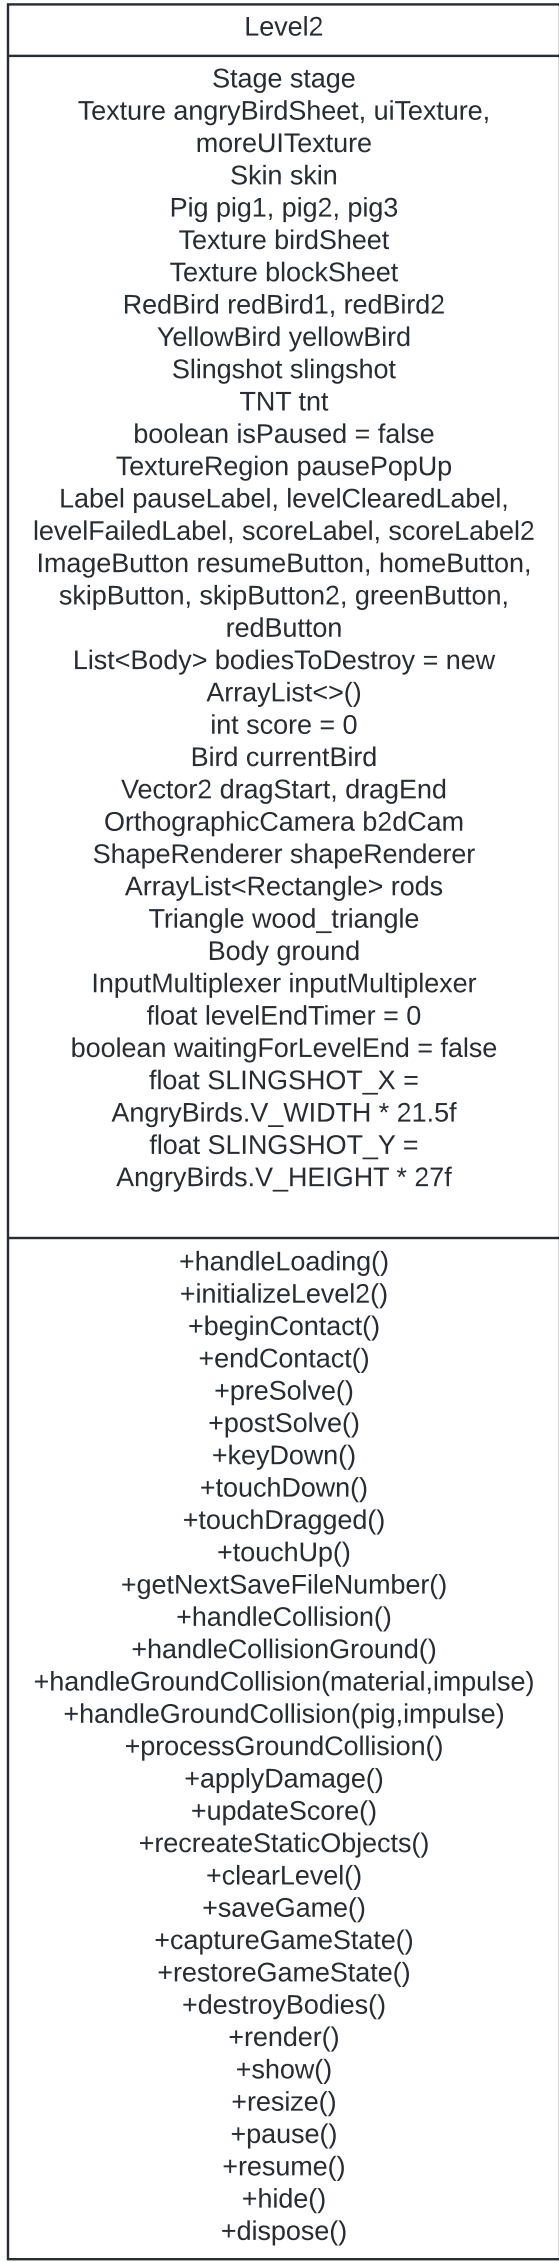 Level2
Stage stage
Texture angryBirdSheet, uiTexture,
moreUITexture
Skin skin
Pig pig1, pig2, pig3
Texture birdSheet
Texture blockSheet
RedBird redBird1, redBird2
YellowBird yellowBird
Slingshot slingshot
TNT tnt
boolean isPaused = false
TextureRegion pausePopUp
Label pauseLabel, levelClearedLabel,
levelFailedLabel, scoreLabel, scoreLabel2
ImageButton resumeButton, homeButton,
skipButton, skipButton2, greenButton,
redButton
List<Body> bodiesToDestroy = new
ArrayList<>()
int score = 0
Bird currentBird
Vector2 dragStart, dragEnd
OrthographicCamera b2dCam
ShapeRenderer shapeRenderer
ArrayList<Rectangle> rods
Triangle wood_triangle
Body ground
InputMultiplexer inputMultiplexer
float levelEndTimer = 0
boolean waitingForLevelEnd = false
float SLINGSHOT_X =
AngryBirds.V_WIDTH * 21.5f
float SLINGSHOT_Y =
AngryBirds.V_HEIGHT * 27f
+handleLoading()
+initializeLevel2()
+beginContact()
+endContact()
+preSolve()
+postSolve()
+keyDown()
+touchDown()
+touchDragged()
+touchUp()
+getNextSaveFileNumber()
+handleCollision()
+handleCollisionGround()
+handleGroundCollision(material,impulse)
+handleGroundCollision(pig,impulse)
+processGroundCollision()
+applyDamage()
+updateScore()
+recreateStaticObjects()
+clearLevel()
+saveGame()
+captureGameState()
+restoreGameState()
+destroyBodies()
+render()
+show()
+resize()
+pause()
+resume()
+hide()
+dispose()